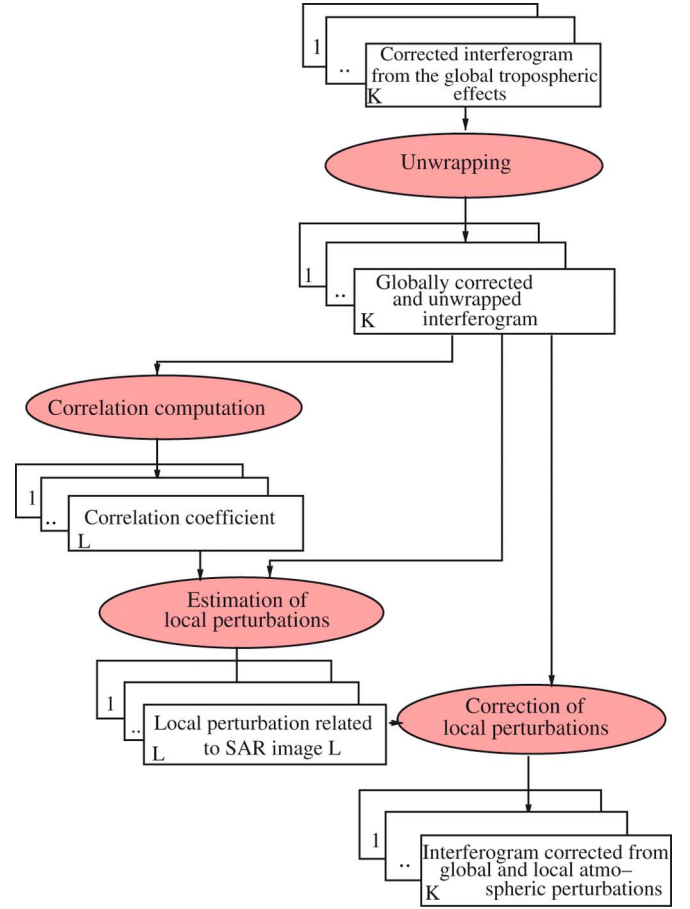 1
..
Corrected interferogram
from the global tropospheric
K effects
Unwrapping
1
..
Globally corrected
and unwrapped
K interferogram
Correlation computation
1
..
Correlation coefficient
L
Estimation of
local perturbations
1
..
Local perturbation related
L to SAR image L
Correction of
local perturbations
1
..
Interferogram corrected from
global and local atmo–
K spheric perturbations